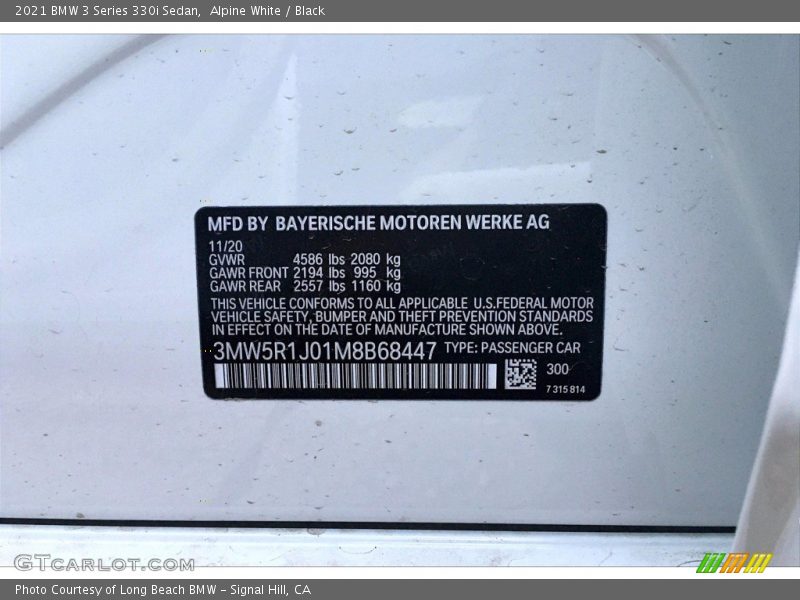 2021 BMW 3 Series 330i Sedan,  Alpine White / Black
MFD BY BAYERISCHE MOTOREN WERKE AG
11/20
GVWR 4586 lbs 2080 kg
GAWR FRONT 2194 lbs 995 kg
GAWR REAR 2557 lbs 1160 kg
THIS VEHICLE CONFORMS TO ALL APPLICABLE U.S.FEDERAL MOTOR
VEHICLE SAFETY, BUMPER AND THEFT PREVENTION STANDARDS
IN EFFECT ON THE DATE OF MANUFACTURE SHOWN ABOVE.
3MW5R1J01M8B68447 TYPE: PASSENGER CAR
300
7 315 814
GTCARLOT.COM
Photo Courtesy of Long Beach BMW - Signal Hill, CA